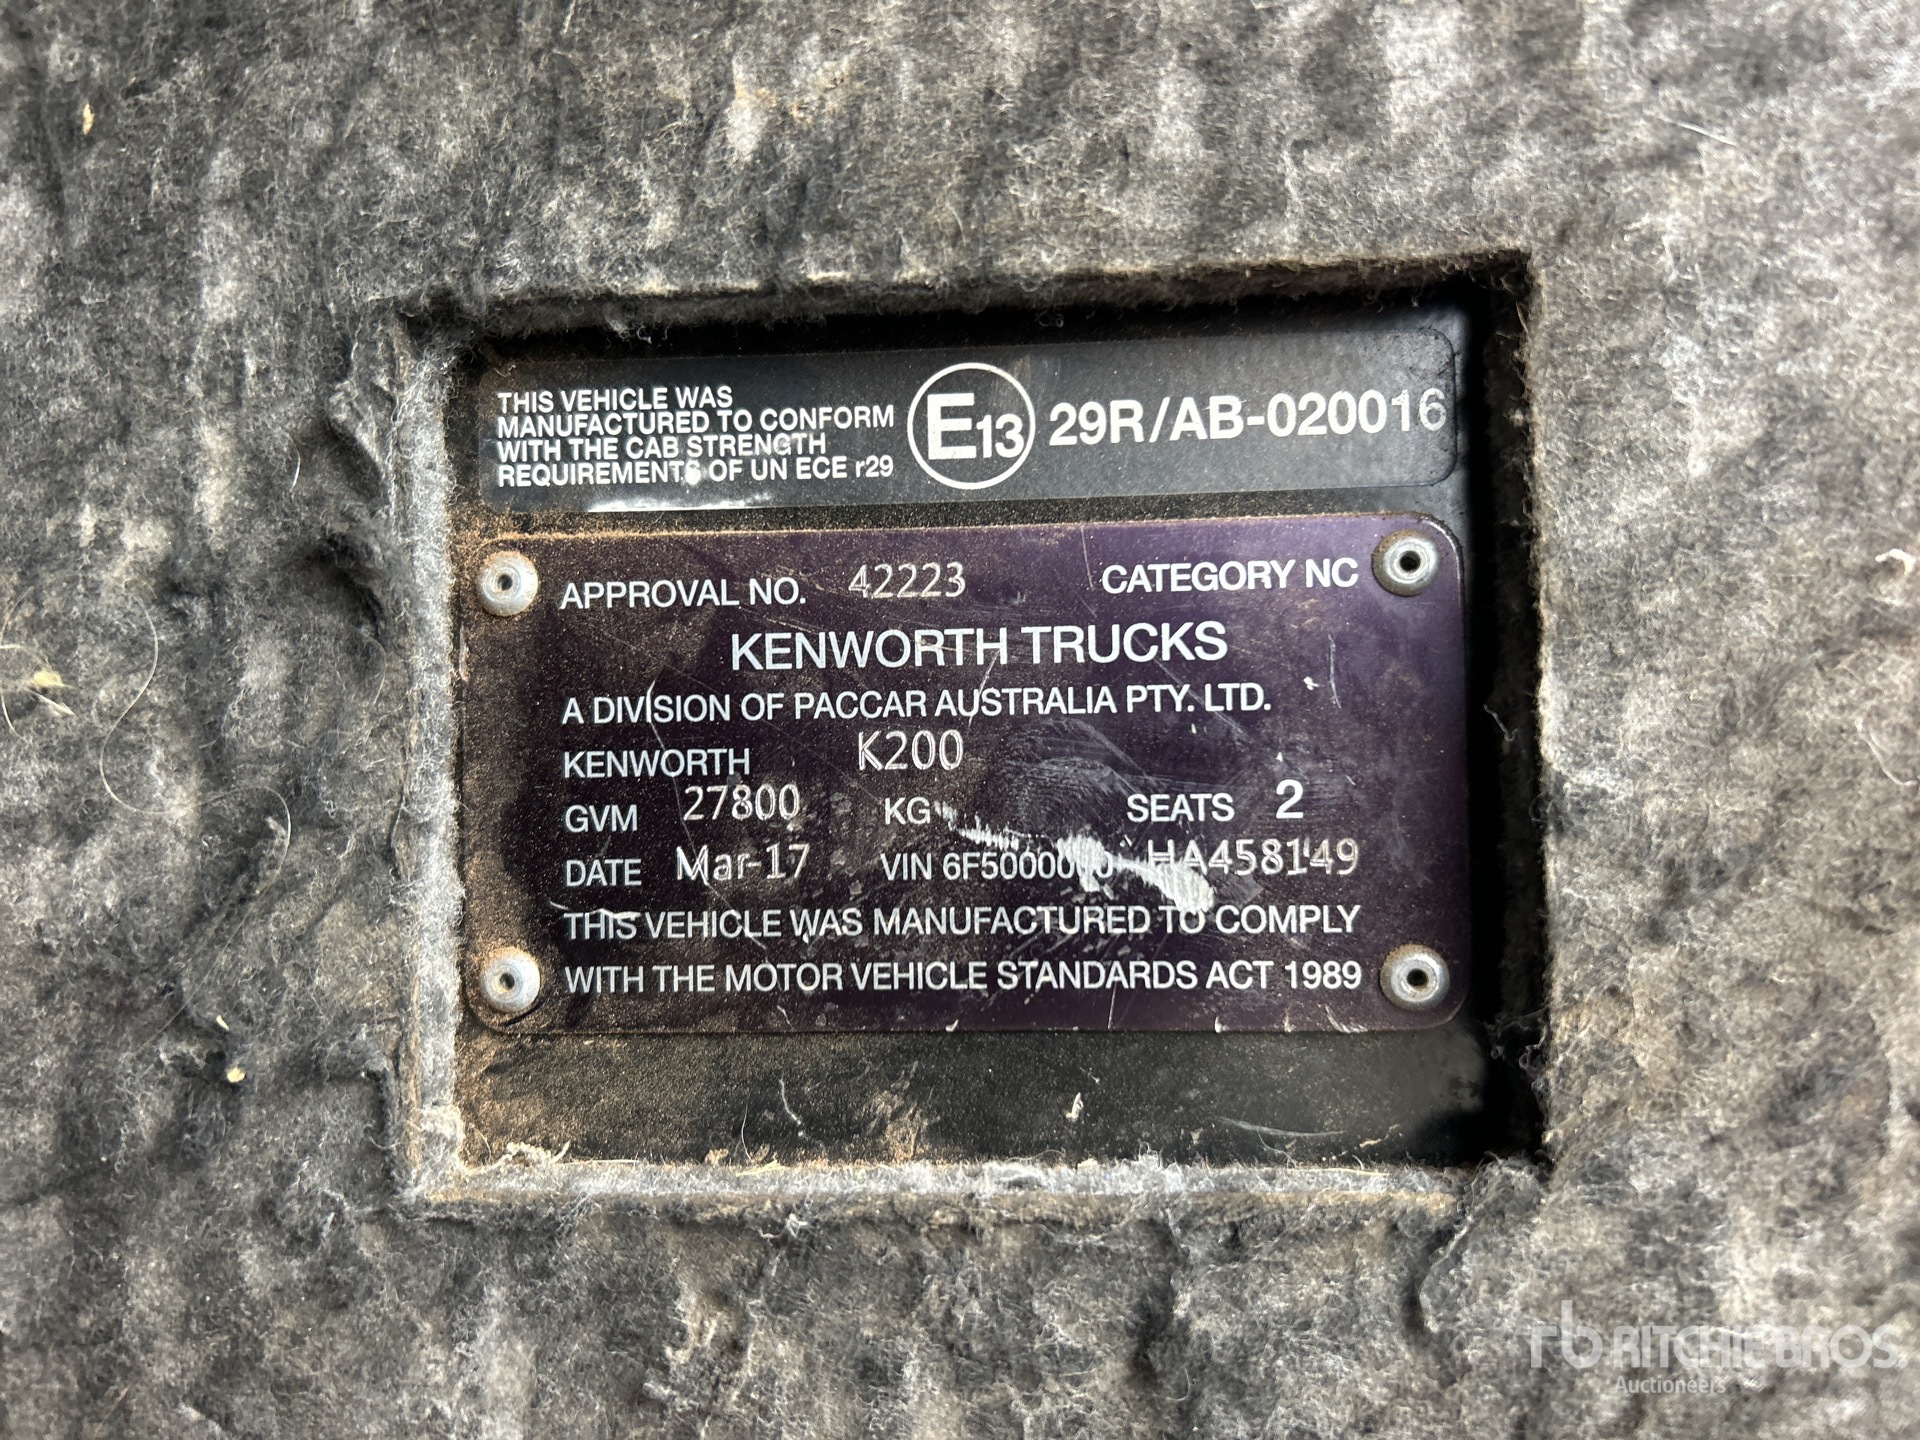 THIS VEHICLE WAS
MANUFACTURED TO CONFORM
WITH THE CAB STRENGTH
REQUIREMENTS OF UN ECE r29
E13 29R/AB-020016
APPROVAL NO. 42223 CATEGORY NC
KENWORTH TRUCKS
A DIVISION OF PACCAR AUSTRALIA PTY. LTD.
KENWORTH K200
GVM 27800 KG SEATS 2
DATE Mar-17 VIN HA458149
THIS VEHICLE WAS MANUFACTURED TO COMPLY
WITH THE MOTOR VEHICLE STANDARDS ACT 1989
rb RITCHIE BROS.
Auctioneers